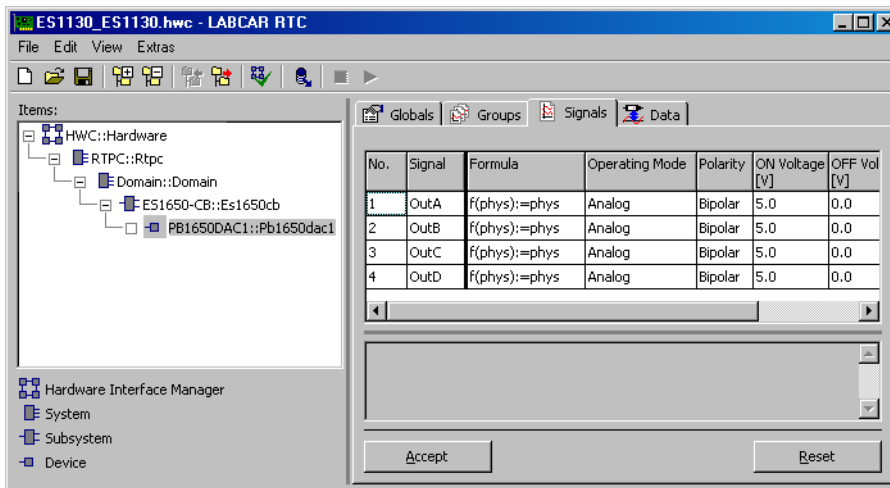 ES1130_ES1130.hwc - LABCAR RTC
File Edit View Extras
Items:
HWC::Hardware
RTPC::Rtpc
Domain::Domain
ES1650-CB::Es1650cb
PB1650DAC1::Pb1650dac1
Hardware Interface Manager
System
Subsystem
Device
Globals Groups Signals Data
No. Signal Formula Operating Mode Polarity ON Voltage [V] OFF Vol [V]
1 OutA f(phys):=phys Analog Bipolar 5.0 0.0
2 OutB f(phys):=phys Analog Bipolar 5.0 0.0
3 OutC f(phys):=phys Analog Bipolar 5.0 0.0
4 OutD f(phys):=phys Analog Bipolar 5.0 0.0
Accept Reset